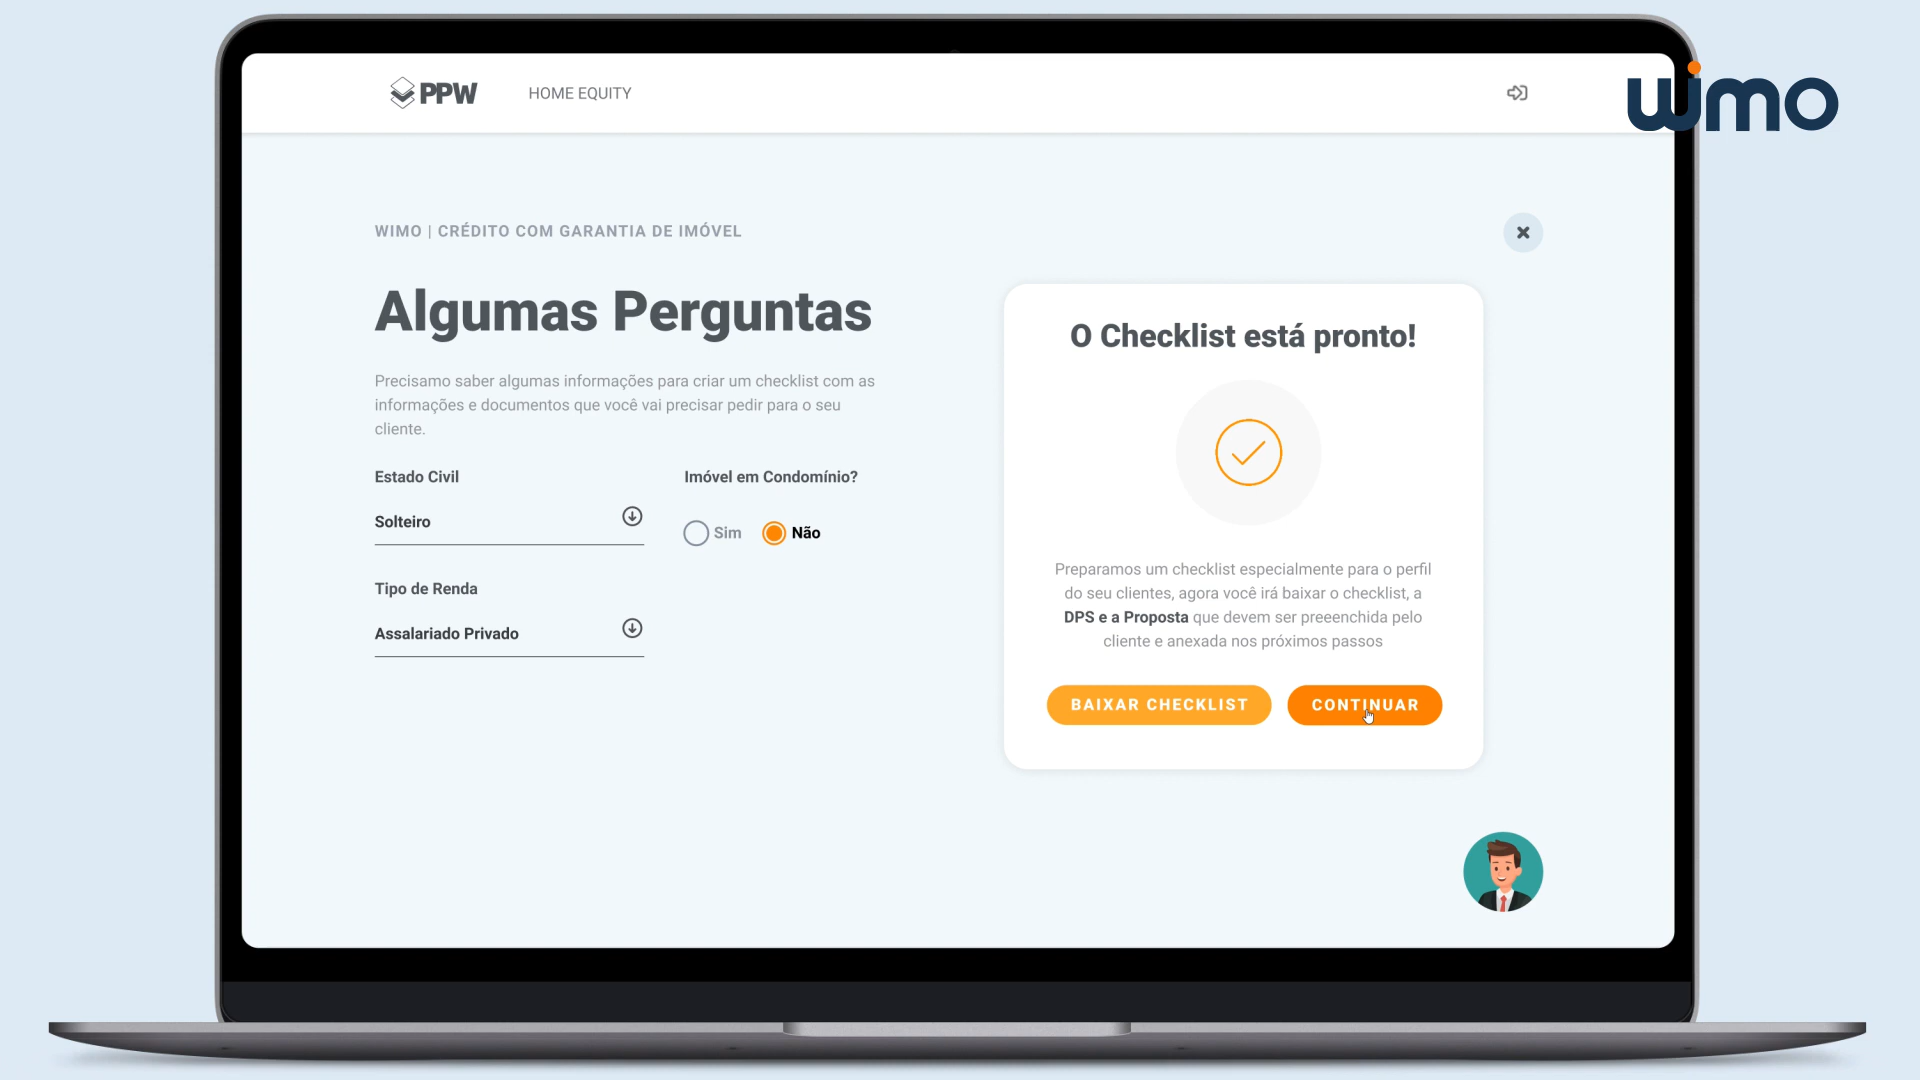 PPW
HOME EQUITY
wimo
WIMO | CRÉDITO COM GARANTIA DE IMÓVEL
Algumas Perguntas
Precisamo saber algumas informações para criar um checklist com as
informações e documentos que você vai precisar pedir para o seu
cliente.
Estado Civil
Solteiro
Imóvel em Condomínio?
Sim
Não
Tipo de Renda
Assalariado Privado
O Checklist está pronto!
Preparamos um checklist especialmente para o perfil
do seu clientes, agora você irá baixar o checklist, a
DPS e a Proposta que devem ser preeenchida pelo
cliente e anexada nos próximos passos
BAIXAR CHECKLIST
CONTINUAR